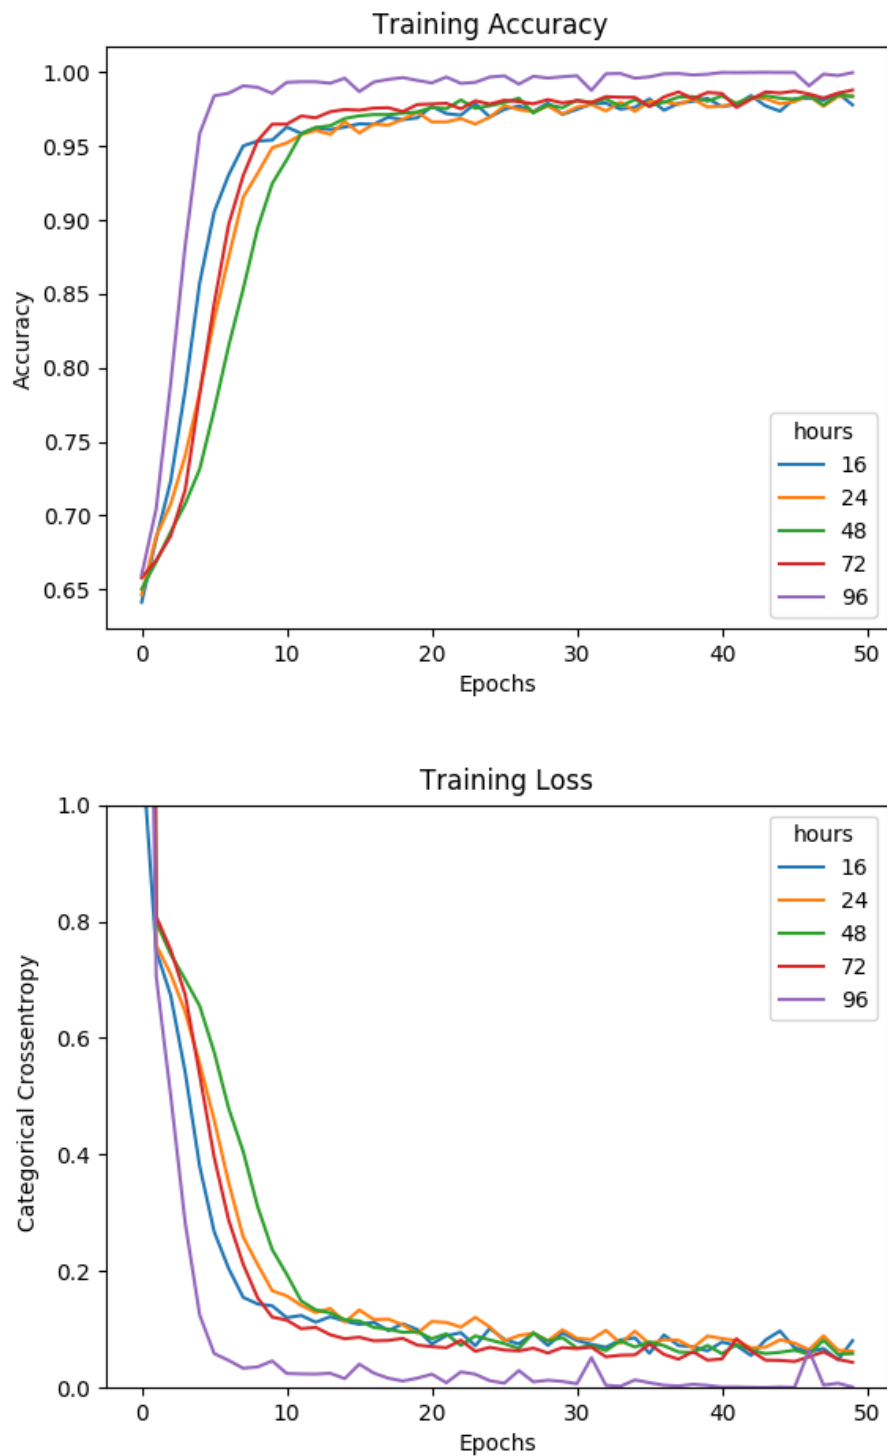 Training Accuracy
1.00
0.95
0.90
0.85
0.80
0.75
0.70
0.65
Accuracy
hours
16
24
48
72
96
0 10 20 30 40 50
Epochs
Training Loss
1.0
0.8
0.6
0.4
0.2
0.0
Categorical Crossentropy
hours
16
24
48
72
96
0 10 20 30 40 50
Epochs